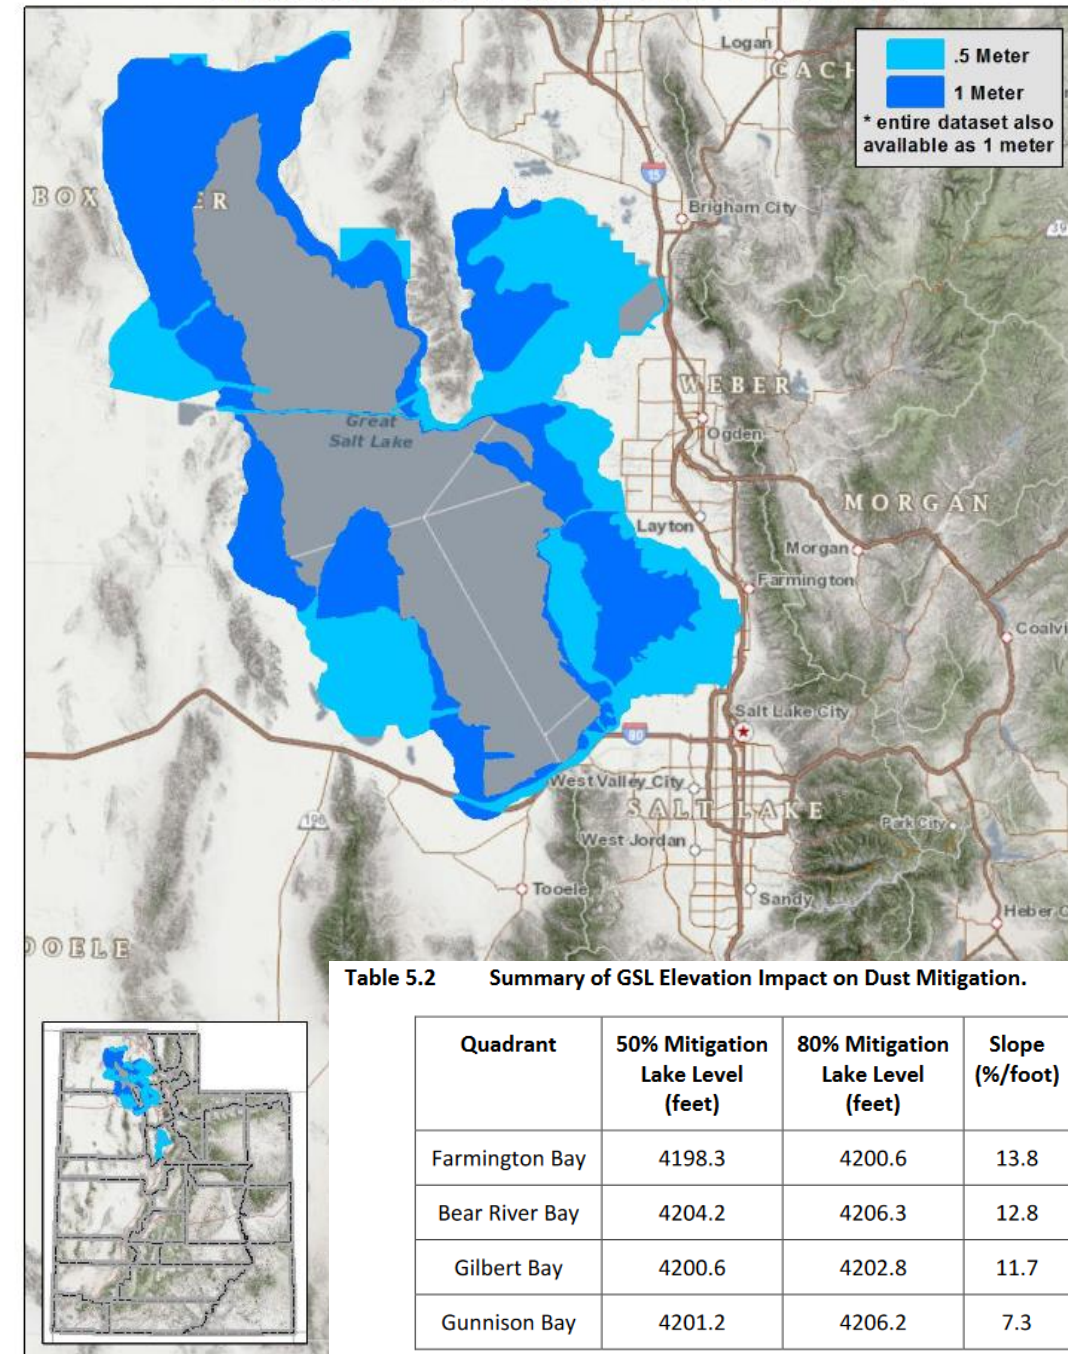 Logan
CACH
.5 Meter
1 Meter
* entire dataset also
available as 1 meter
15
BOX
ER
Brigham City
39
WEBER
Great
Salt Lake
Ogden
MORGAN
Layton
Morgan
Farmington
Coalvi
Salt Lake City
80
West Valley City
SALT LAKE
196
Park City
West Jordan
Tooele
Sandy
Heber C
OOELE
Table 5.2 Summary of GSL Elevation Impact on Dust Mitigation.
Quadrant 50% Mitigation Lake Level (feet) 80% Mitigation Lake Level (feet) Slope (%/foot)
Farmington Bay 4198.3 4200.6 13.8
Bear River Bay 4204.2 4206.3 12.8
Gilbert Bay 4200.6 4202.8 11.7
Gunnison Bay 4201.2 4206.2 7.3